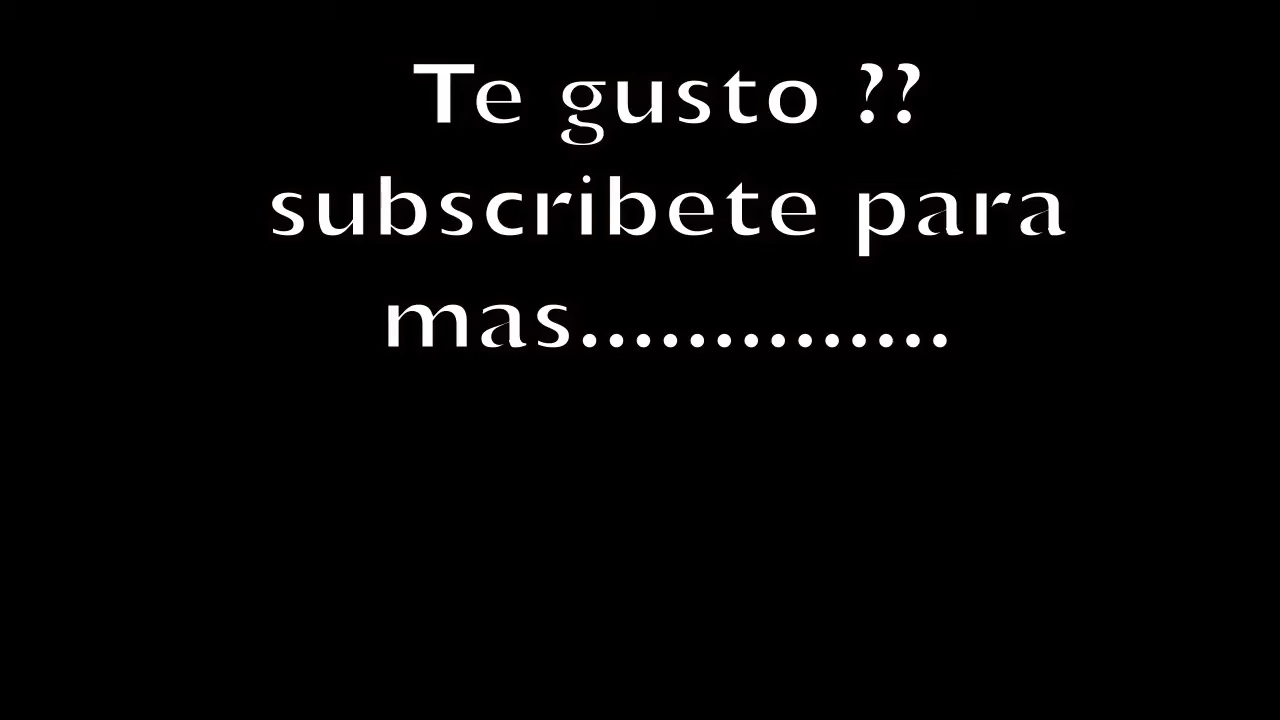 Te gusto ??
subscribete para
mas..............